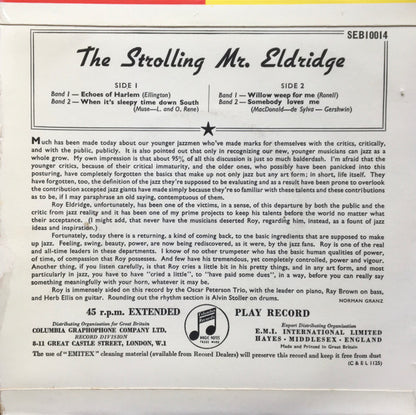 SEB10014
The Strolling Mr. Eldridge
SIDE 1
Band 1 — Echoes of Harlem (Ellington)
Band 2 — When it's sleepy time down South
(Muse—L. and O. Rene)
SIDE 2
Band 1 — Willow weep for me (Ronell)
Band 2 — Somebody loves me
(MacDonald—de Sylva — Gershwin)
Much has been made today about our younger jazzmen who've made marks for themselves with the critics, critically,
and with the public, publicly. It is also pointed out that only in recognizing our new, younger musicians can jazz as a
whole grow. My own impression is that about 95% of all this discussion is just so much balderdash. I'm afraid that the
younger critics, because of their critical immaturity, and the older ones, who possibly have been panicked into this
posturing, have completely forgotten the basics that make up not only jazz but any art form; in short, life itself. They
have forgotten, too, the definition of the jazz they're supposed to be evaluating and as a result have been prone to overlook
the contribution accepted jazz giants have made simply because they're so familiar with these talents and these contributions
as to be, if I may paraphrase an old saying, contemptuous of them.
Roy Eldridge, unfortunately, has been one of the victims, in a sense, of this departure by both the public and the
critic from jazz reality and it has been one of my prime projects to keep his talents before the world no matter what
their acceptance. (I might add, that never have the musicians deserted Roy, regarding him, instead, as a fount of jazz
ideas and inspiration.)
Fortunately, today there is a returning, a kind of coming back, to the basic ingredients that are supposed to make
up jazz. Feeling, swing, beauty, power, are now being rediscovered, as it were, by the jazz fans. Roy is one of the real
and all-time leaders in these departments. I know of no other trumpeter who has the basic human qualities of power,
of time, of compassion that Roy possesses. And few have his tremendous, yet completely controlled, power and vigour.
Another thing, if you listen carefully, is that Roy cries a little bit in his pretty things, and in any art form, and most
particularly in jazz, you have to have "cried a little", to "have paid some dues", in a way, before you can really say
something meaningfully with your horn, whatever it may be.
Roy is immensely aided on this record by the Oscar Peterson Trio, with the leader on piano, Ray Brown on bass,
and Herb Ellis on guitar. Rounding out the rhythm section is Alvin Stoller on drums.
NORMAN GRANZ
45 r.p.m. EXTENDED PLAY RECORD
Distributing Organisation for Great Britain
COLUMBIA GRAPHOPHONE COMPANY LTD.
RECORD DIVISION
8-11 GREAT CASTLE STREET, LONDON, W.1
MAGIC NOTES
TRADE MARK
Export Distributing Organisation
E.M.I. INTERNATIONAL LIMITED
HAYES · MIDDLESEX · ENGLAND
Made and Printed in Great Britain
The use of "EMITEX" cleaning material (available from Record Dealers) will preserve this record and keep it free from dust
(C & E L 1125)